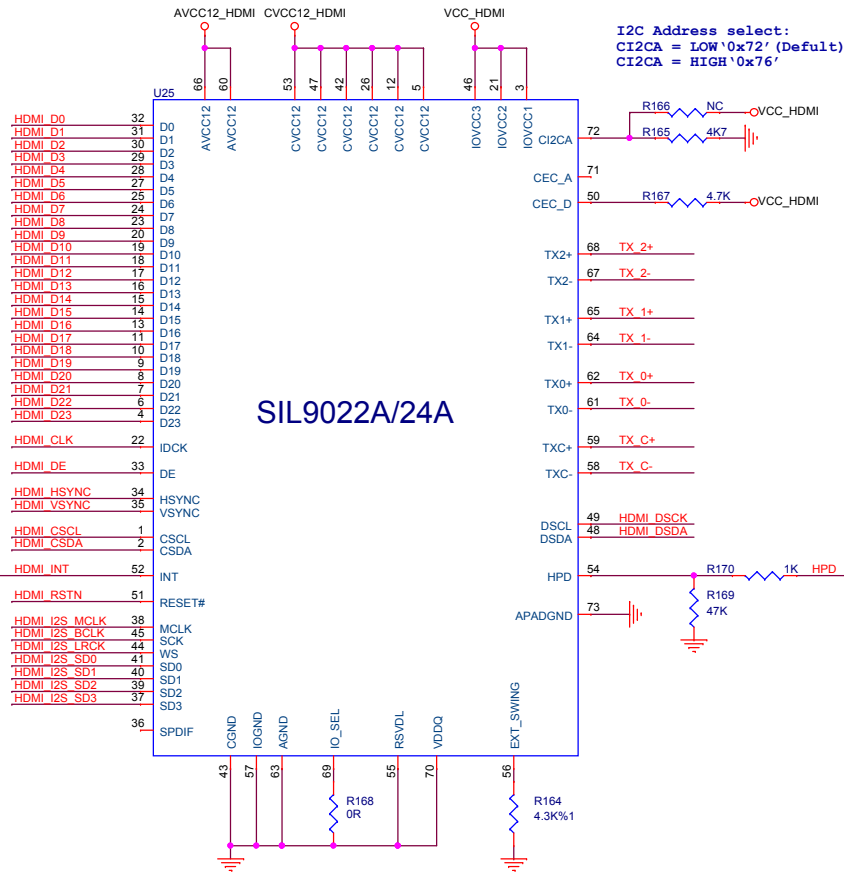 AVCC12_HDMI CVCC12_HDMI VCC_HDMI
I2C Address select:
CI2CA = LOW‘0x72’(Defult)
CI2CA = HIGH‘0x76’
66 60 53 47 42 26 12 5 46 21 3
U25
AVCC12 AVCC12 CVCC12 CVCC12 CVCC12 CVCC12 CVCC12 CVCC12 IOVCC3 IOVCC2 IOVCC1
HDMI_D0 32 D0
HDMI_D1 31 D1
HDMI_D2 30 D2
HDMI_D3 29 D3
HDMI_D4 28 D4
HDMI_D5 27 D5
HDMI_D6 25 D6
HDMI_D7 24 D7
HDMI_D8 23 D8
HDMI_D9 20 D9
HDMI_D10 19 D10
HDMI_D11 18 D11
HDMI_D12 17 D12
HDMI_D13 16 D13
HDMI_D14 15 D14
HDMI_D15 14 D15
HDMI_D16 13 D16
HDMI_D17 11 D17
HDMI_D18 10 D18
HDMI_D19 9 D19
HDMI_D20 8 D20
HDMI_D21 7 D21
HDMI_D22 6 D22
HDMI_D23 4 D23
HDMI_CLK 22 IDCK
HDMI_DE 33 DE
HDMI_HSYNC 34 HSYNC
HDMI_VSYNC 35 VSYNC
HDMI_CSCL 1 CSCL
HDMI_CSDA 2 CSDA
HDMI_INT 52 INT
HDMI_RSTN 51 RESET#
HDMI_I2S_MCLK 38 MCLK
HDMI_I2S_BCLK 45 SCK
HDMI_I2S_LRCK 44 WS
HDMI_I2S_SD0 41 SD0
HDMI_I2S_SD1 40 SD1
HDMI_I2S_SD2 39 SD2
HDMI_I2S_SD3 37 SD3
36 SPDIF
SIL9022A/24A
R166 NC VCC_HDMI
CI2CA 72 R165 4K7
CEC_A 71
CEC_D 50 R167 4.7K VCC_HDMI
TX2+ 68 TX_2+
TX2- 67 TX_2-
TX1+ 65 TX_1+
TX1- 64 TX_1-
TX0+ 62 TX_0+
TX0- 61 TX_0-
TXC+ 59 TX_C+
TXC- 58 TX_C-
DSCL 49 HDMI_DSCK
DSDA 48 HDMI_DSDA
HPD 54 R170 1K HPD
R169
47K
APADGND 73
CGND IOGND AGND IO_SEL RSVDL VDDQ EXT_SWING
43 57 63 69 55 70 56
R168
0R
R164
4.3K%1